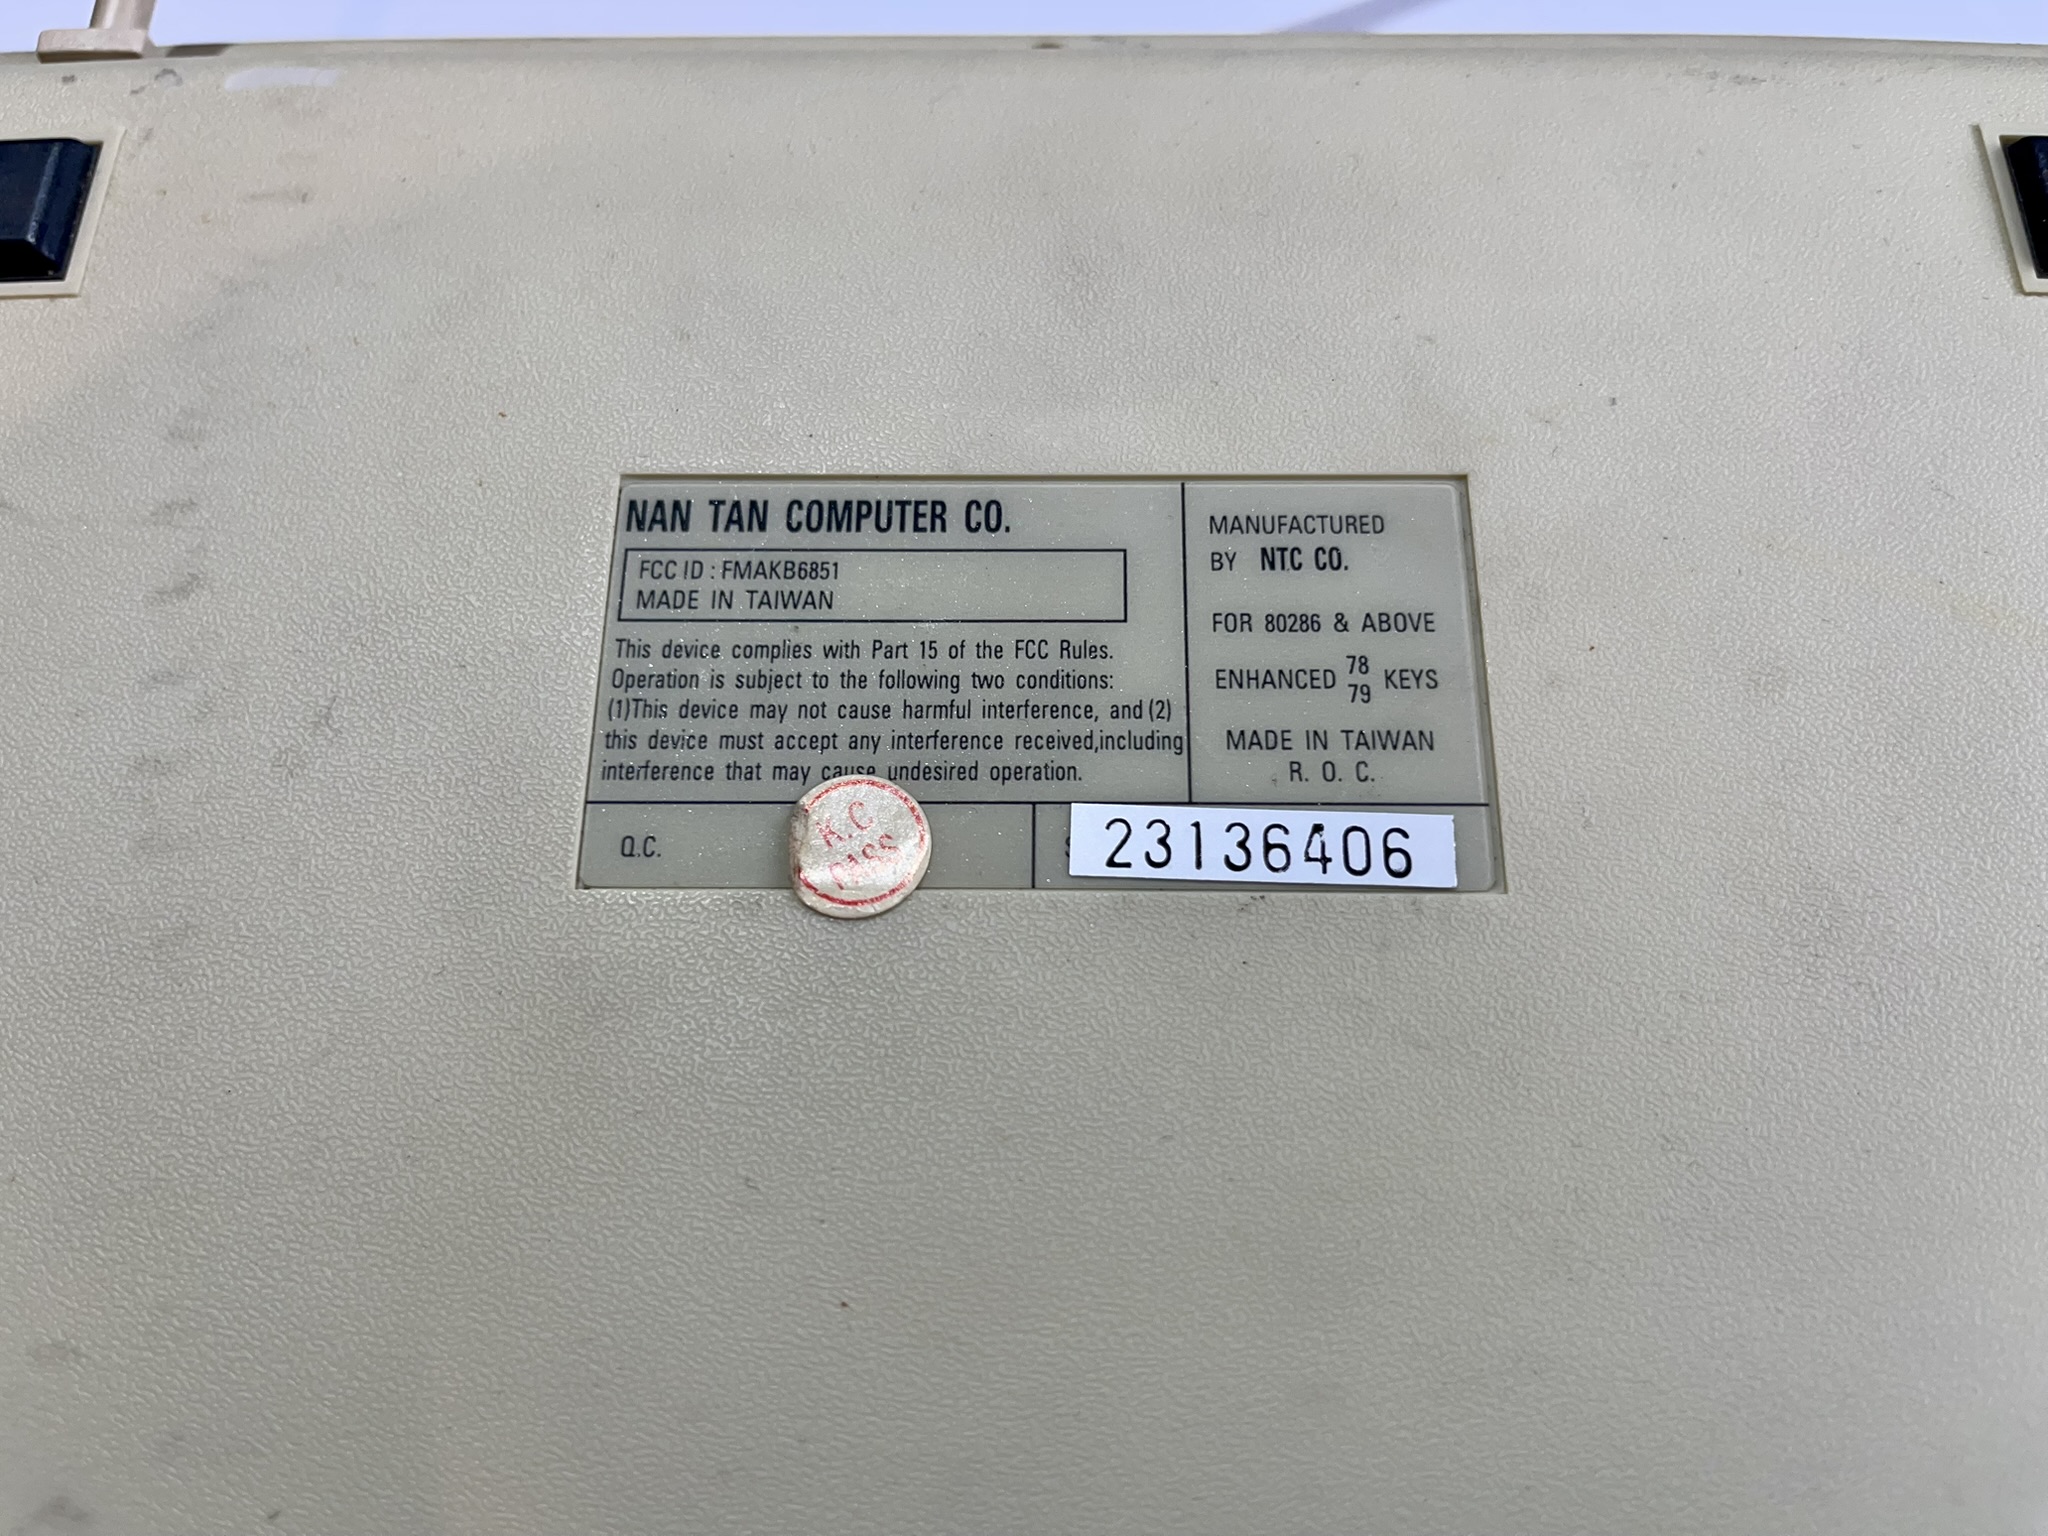 NAN TAN COMPUTER CO.
FCC ID : FMAKB6851
MADE IN TAIWAN
This device complies with Part 15 of the FCC Rules.
Operation is subject to the following two conditions:
(1)This device may not cause harmful interference, and (2)
this device must accept any interference received,including
interference that may cause undesired operation.
MANUFACTURED
BY NTC CO.
FOR 80286 & ABOVE
ENHANCED 78 79 KEYS
MADE IN TAIWAN
R. O. C.
Q.C.
PASS
23136406